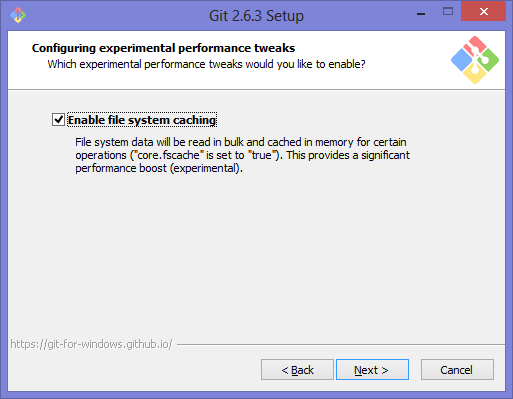 Git 2.6.3 Setup
Configuring experimental performance tweaks
Which experimental performance tweaks would you like to enable?
Enable file system caching
File system data will be read in bulk and cached in memory for certain
operations ("core.fscache" is set to "true"). This provides a significant
performance boost (experimental).
https://git-for-windows.github.io/
< Back
Next >
Cancel